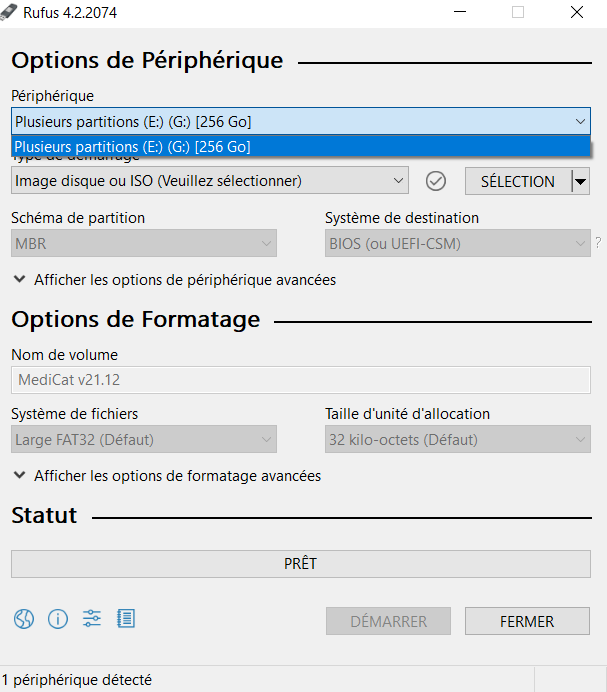 Rufus 4.2.2074
Options de Périphérique
Périphérique
Plusieurs partitions (E:) (G:) [256 Go]
Plusieurs partitions (E:) (G:) [256 Go]
Type de démarrage
Image disque ou ISO (Veuillez sélectionner)
SÉLECTION
Schéma de partition
Système de destination
MBR
BIOS (ou UEFI-CSM)
?
Afficher les options de périphérique avancées
Options de Formatage
Nom de volume
MediCat v21.12
Système de fichiers
Taille d'unité d'allocation
Large FAT32 (Défaut)
32 kilo-octets (Défaut)
Afficher les options de formatage avancées
Statut
PRÊT
DÉMARRER
FERMER
1 périphérique détecté